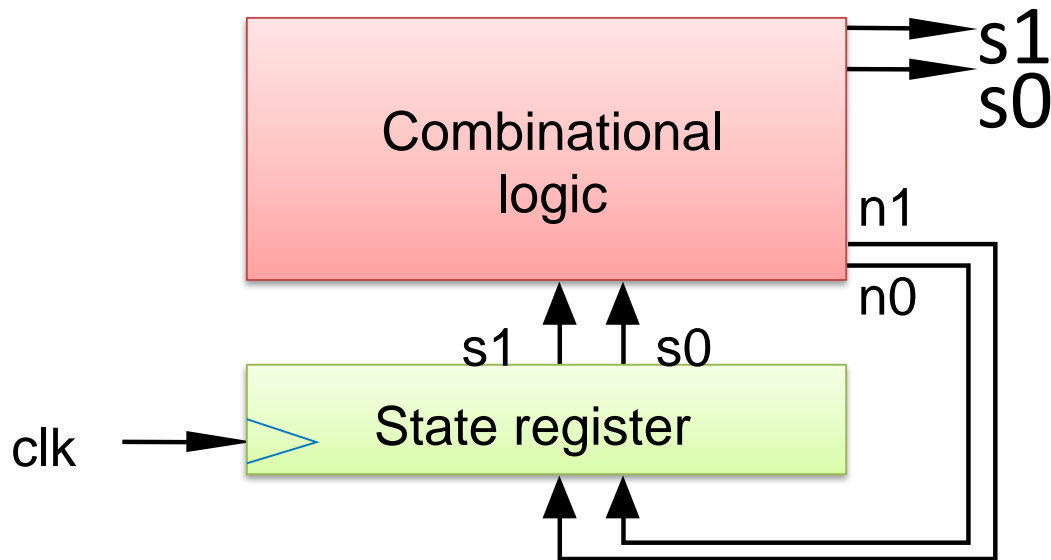 s1
s0
Combinational
logic
n1
n0
s1
s0
State register
clk